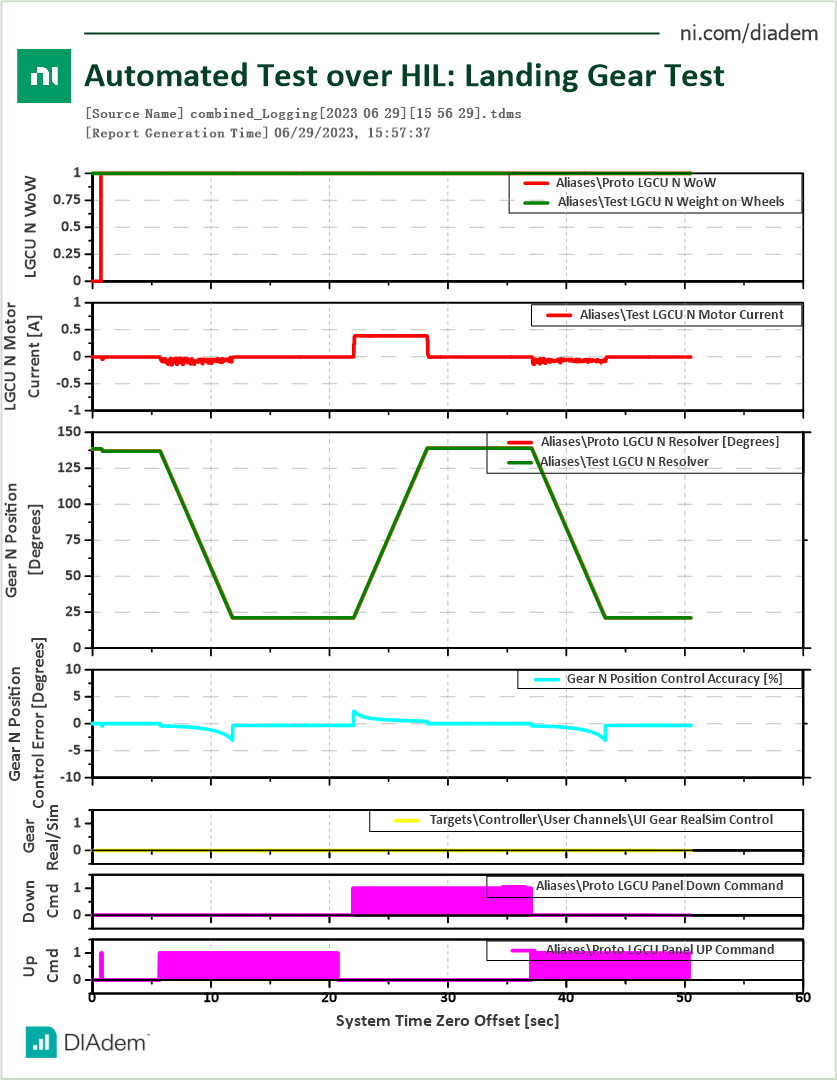 ni.com/diadem
ni
Automated Test over HIL: Landing Gear Test
[Source Name] combined_Logging[2023 06 29][15 56 29].tdms
[Report Generation Time] 06/29/2023, 15:57:37
LGCU N WoW
1
0.75
0.5
0.25
0
Aliases\Proto LGCU N WoW
Aliases\Test LGCU N Weight on Wheels
LGCU N Motor
Current [A]
1
0.5
0
-0.5
-1
Aliases\Test LGCU N Motor Current
Gear N Position
[Degrees]
150
125
100
75
50
25
0
Aliases\Proto LGCU N Resolver [Degrees]
Aliases\Test LGCU N Resolver
Gear N Position
Control Error [Degrees]
10
5
0
-5
-10
Gear N Position Control Accuracy [%]
Gear
Real/Sim
1
0
Targets\Controller\User Channels\UI Gear RealSim Control
Down
Cmd
1
0
Aliases\Proto LGCU Panel Down Command
Up
Cmd
1
0
Aliases\Proto LGCU Panel UP Command
0 10 20 30 40 50 60
System Time Zero Offset [sec]
DIAdem™